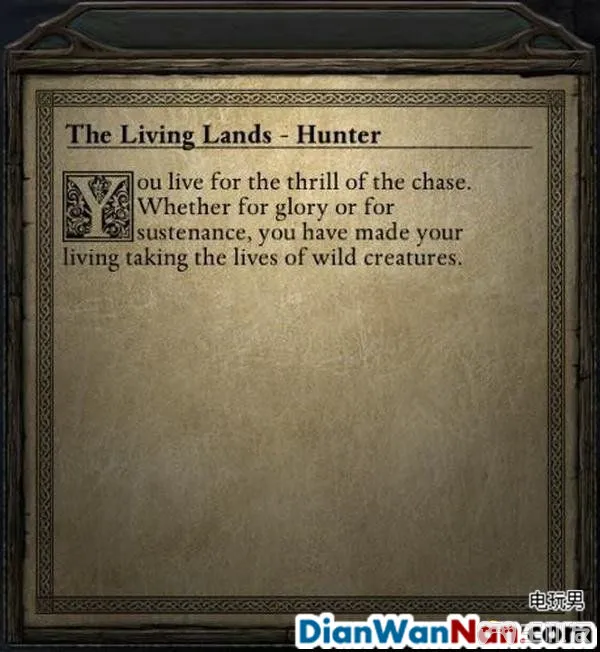 The Living Lands - Hunter
You live for the thrill of the chase.
Whether for glory or for
sustenance, you have made your
living taking the lives of wild creatures.
电玩男
DianWanNan.com